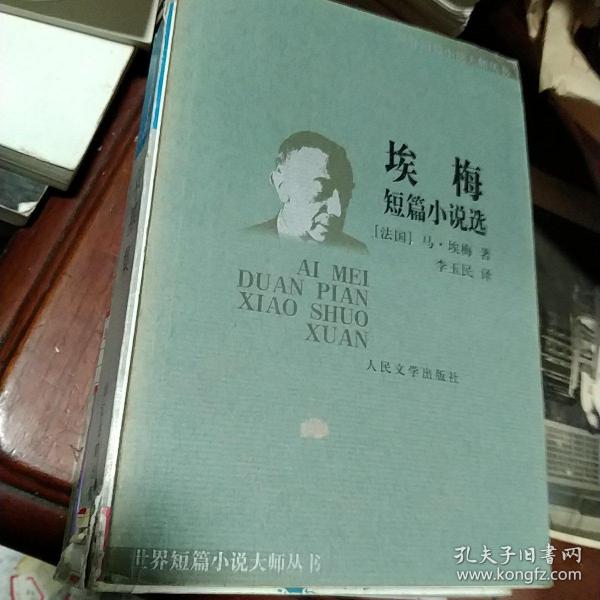 埃梅
短篇小说选
[法国] 马·埃梅 著
李玉民 译
AI MEI
DUAN PIAN
XIAO SHUO
XUAN
人民文学出版社
世界短篇小说大师丛书
孔夫子旧书网
www.kongfz.com